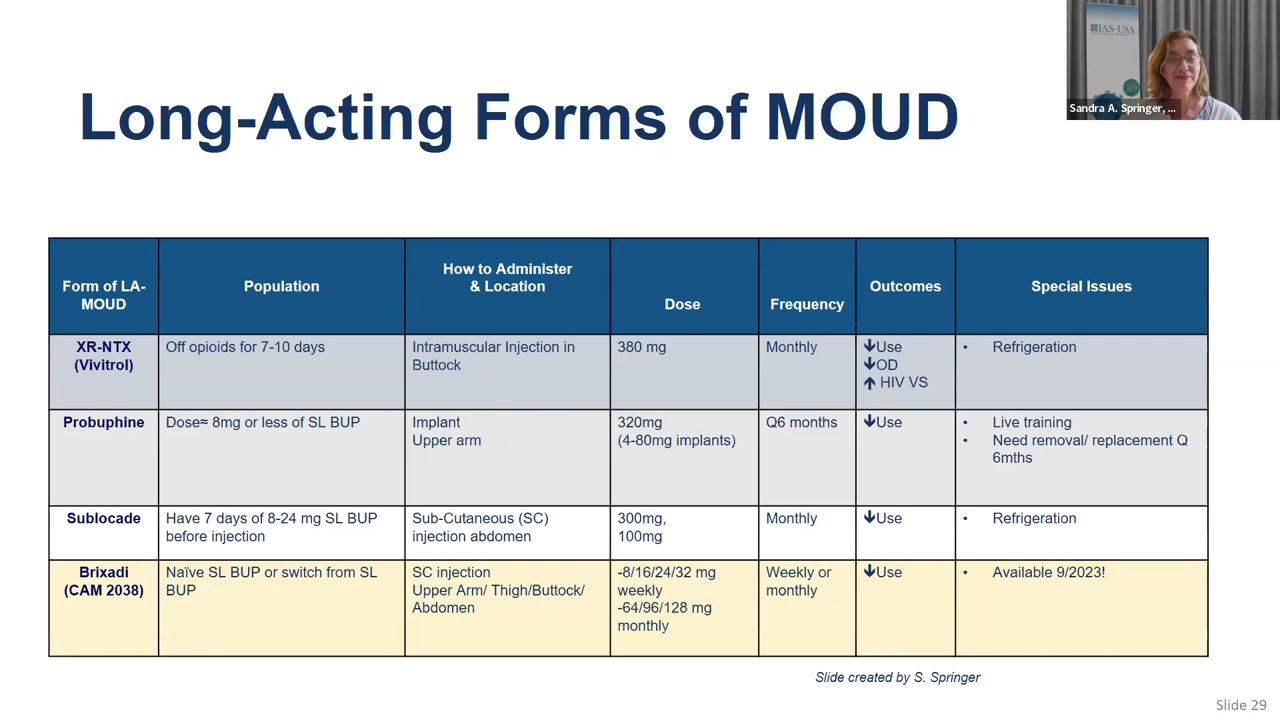 IAS-USA
Sandra A. Springer, ...
Long-Acting Forms of MOUD
Form of LA-
MOUD
Population
How to Administer
& Location
Dose
Frequency
Outcomes
Special Issues
XR-NTX
(Vivitrol)
Off opioids for 7-10 days
Intramuscular Injection in
Buttock
380 mg
Monthly
🡻Use
🡻OD
🡹 HIV VS
• Refrigeration
Probuphine
Dose≈ 8mg or less of SL BUP
Implant
Upper arm
320mg
(4-80mg implants)
Q6 months
🡻Use
• Live training
• Need removal/ replacement Q
6mths
Sublocade
Have 7 days of 8-24 mg SL BUP
before injection
Sub-Cutaneous (SC)
injection abdomen
300mg,
100mg
Monthly
🡻Use
• Refrigeration
Brixadi
(CAM 2038)
Naïve SL BUP or switch from SL
BUP
SC injection
Upper Arm/ Thigh/Buttock/
Abdomen
-8/16/24/32 mg
weekly
-64/96/128 mg
monthly
Weekly or
monthly
🡻Use
• Available 9/2023!
Slide created by S. Springer
Slide 29